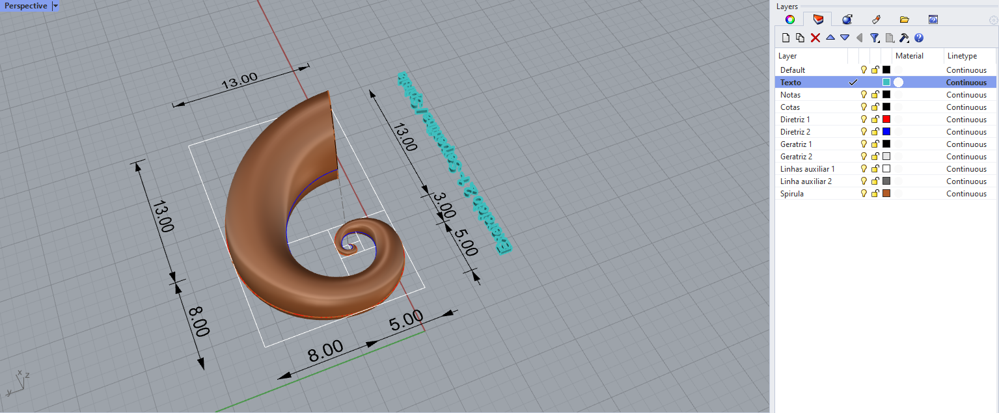 Perspective
13.00
13.00
13.00
3.00
5.00
8.00
5.00
8.00
x z
y
Layers
Layer Material Linetype
Default Continuous
Texto Continuous
Notas Continuous
Cotas Continuous
Diretriz 1 Continuous
Diretriz 2 Continuous
Geratriz 1 Continuous
Geratriz 2 Continuous
Linhas auxiliar 1 Continuous
Linha auxiliar 2 Continuous
Spirula Continuous